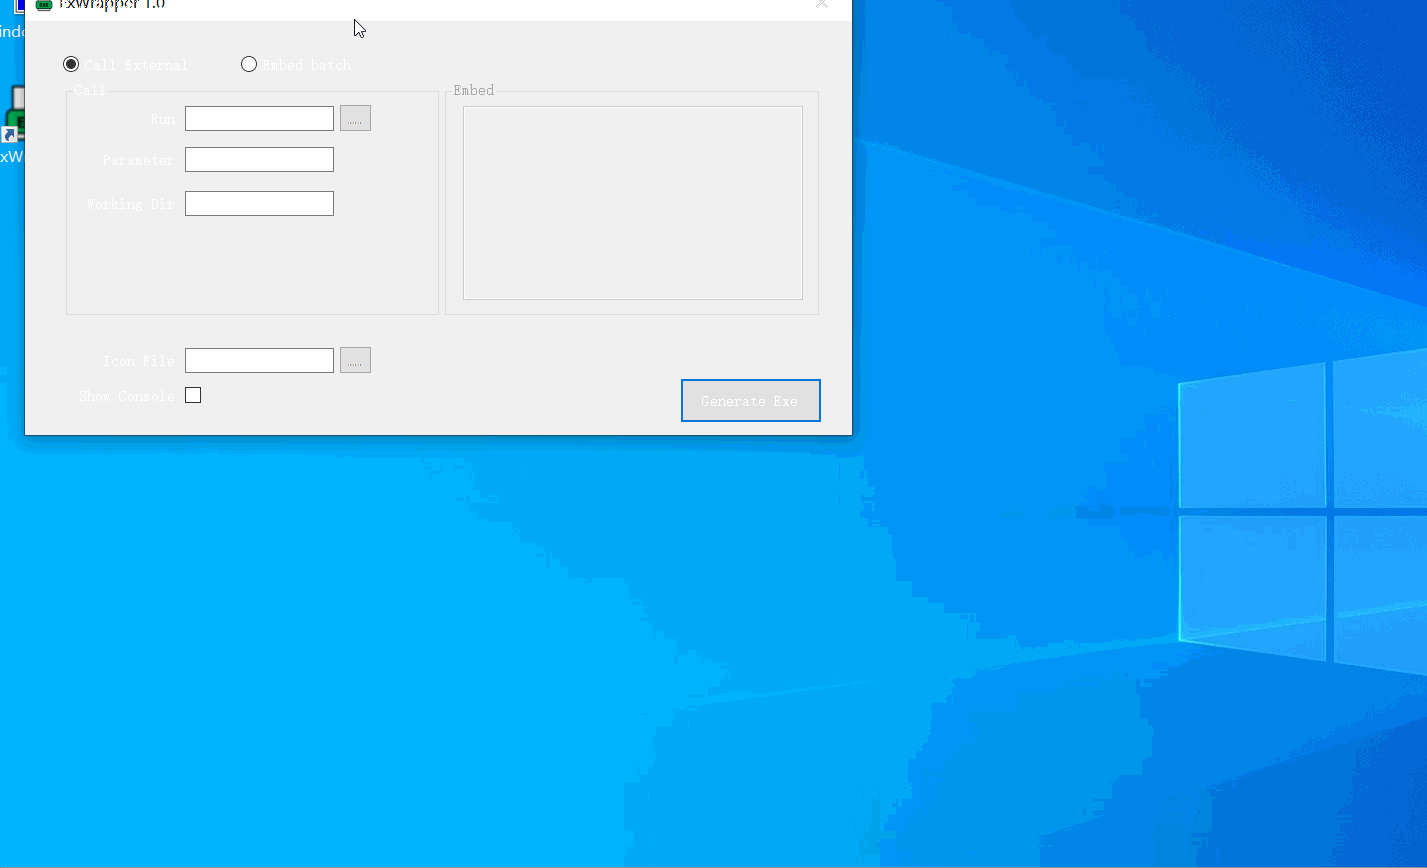 ExWrapper 1.0
indo
Call External
Embed batch
Call
Embed
Run
.....
Parameter
xW
Working Dir
Icon File
.....
Show Console
Generate Exe